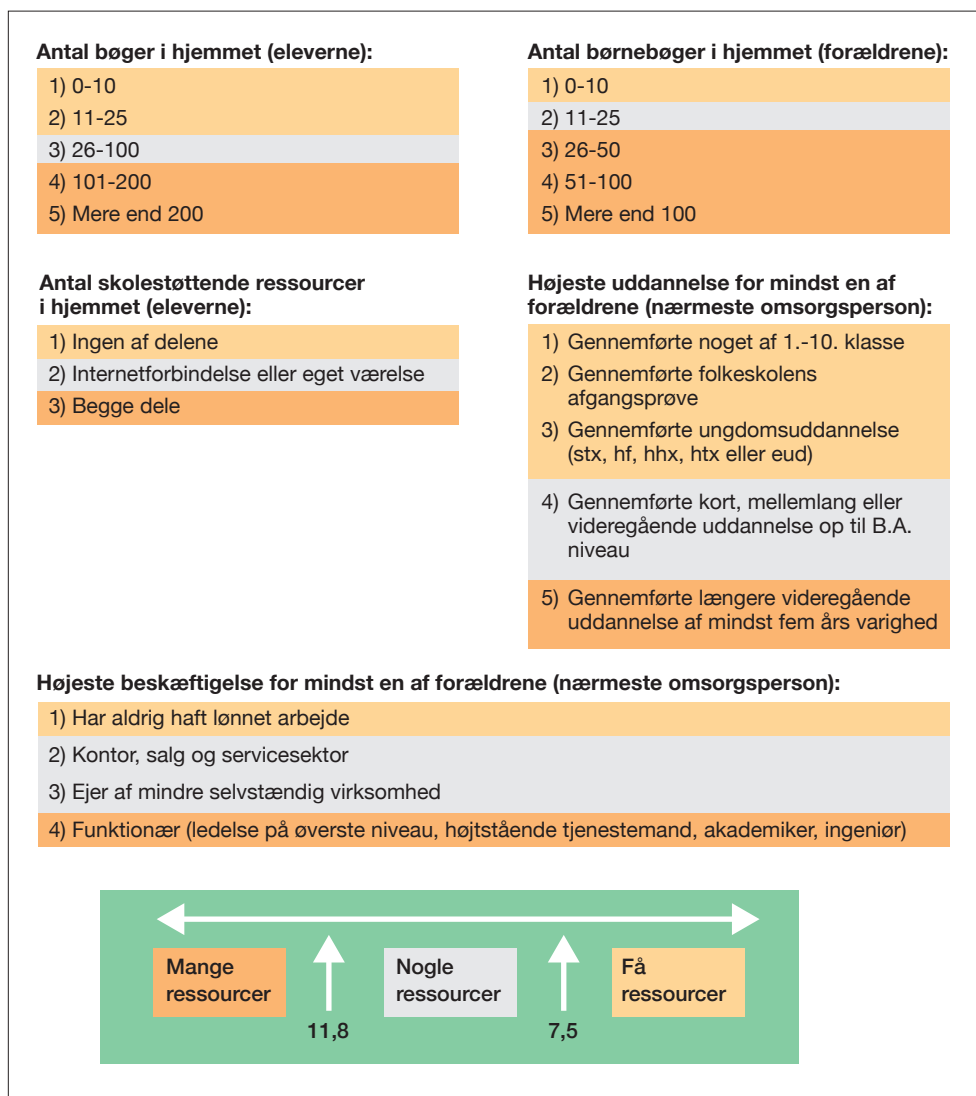 Antal bøger i hjemmet (eleverne):
1) 0-10
2) 11-25
3) 26-100
4) 101-200
5) Mere end 200
Antal børnebøger i hjemmet (forældrene):
1) 0-10
2) 11-25
3) 26-50
4) 51-100
5) Mere end 100
Antal skolestøttende ressourcer
i hjemmet (eleverne):
1) Ingen af delene
2) Internetforbindelse eller eget værelse
3) Begge dele
Højeste uddannelse for mindst en af
forældrene (nærmeste omsorgsperson):
1) Gennemførte noget af 1.-10. klasse
2) Gennemførte folkeskolens
afgangsprøve
3) Gennemførte ungdomsuddannelse
(stx, hf, hhx, htx eller eud)
4) Gennemførte kort, mellemlang eller
videregående uddannelse op til B.A.
niveau
5) Gennemførte længere videregående
uddannelse af mindst fem års varighed
Højeste beskæftigelse for mindst en af forældrene (nærmeste omsorgsperson):
1) Har aldrig haft lønnet arbejde
2) Kontor, salg og servicesektor
3) Ejer af mindre selvstændig virksomhed
4) Funktionær (ledelse på øverste niveau, højtstående tjenestemand, akademiker, ingeniør)
Mange
ressourcer
11,8
Nogle
ressourcer
7,5
Få
ressourcer